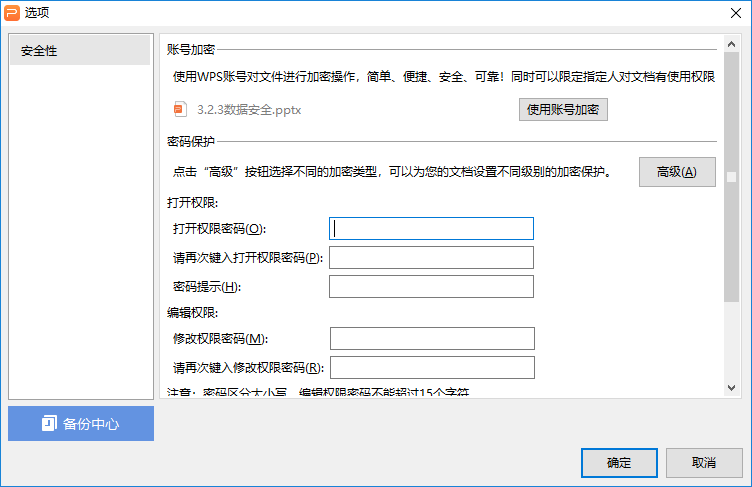 选项
安全性
账号加密
使用WPS账号对文件进行加密操作，简单、便捷、安全、可靠！同时可以限定指定人对文档有使用权限
3.2.3数据安全.pptx
使用账号加密
密码保护
点击“高级”按钮选择不同的加密类型，可以为您的文档设置不同级别的加密保护。
高级(A)
打开权限:
打开权限密码(O):
请再次键入打开权限密码(P):
密码提示(H):
编辑权限:
修改权限密码(M):
请再次键入修改权限密码(R):
注意：密码区分大小写，编辑权限密码不能超过15个字符
备份中心
确定
取消